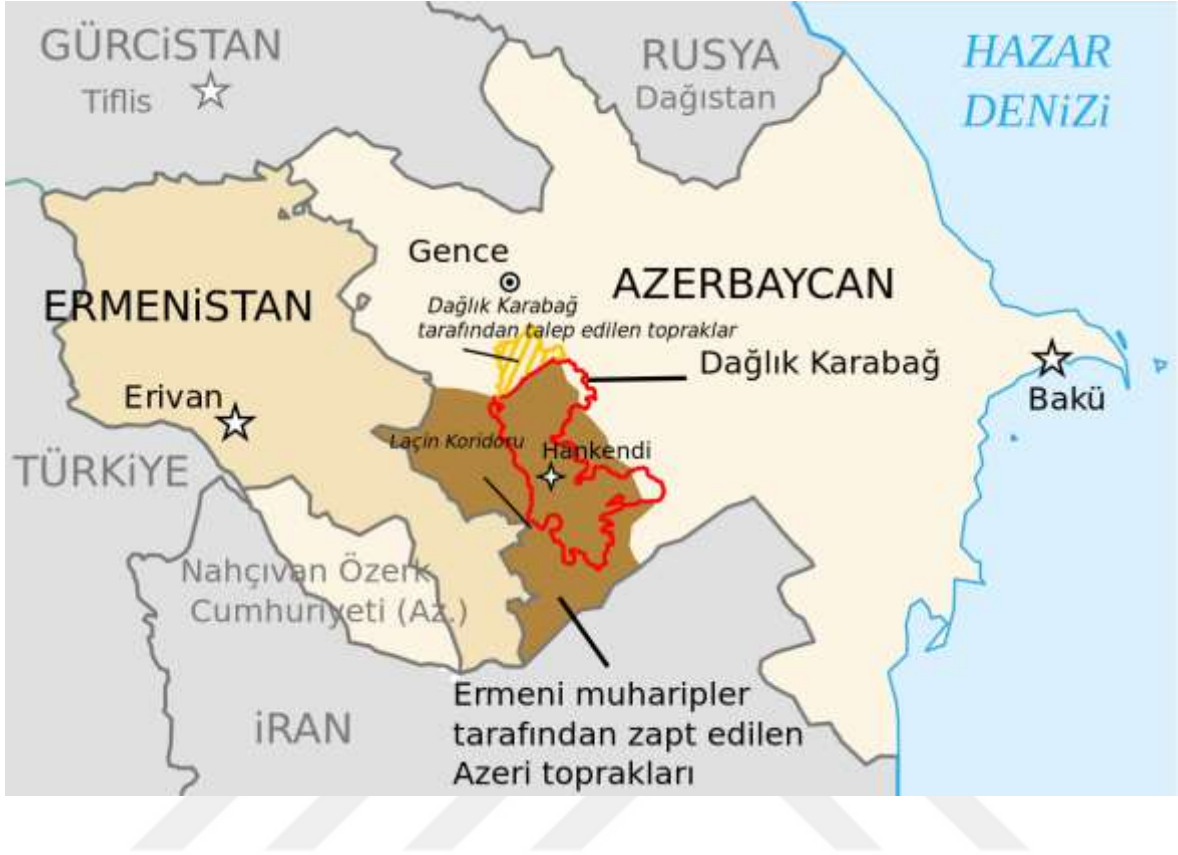 GÜRCiSTAN
Tiflis
RUSYA
Dağıstan
HAZAR
DENiZi
Gence
AZERBAYCAN
ERMENiSTAN
Dağlık Karabağ
tarafından talep edilen topraklar
Dağlık Karabağ
Bakü
Erivan
Laçin Koridoru
Hankendi
TÜRKiYE
Nahçıvan Özerk
Cumhuriyeti (Az.)
iRAN
Ermeni muharipler
tarafından zapt edilen
Azeri toprakları